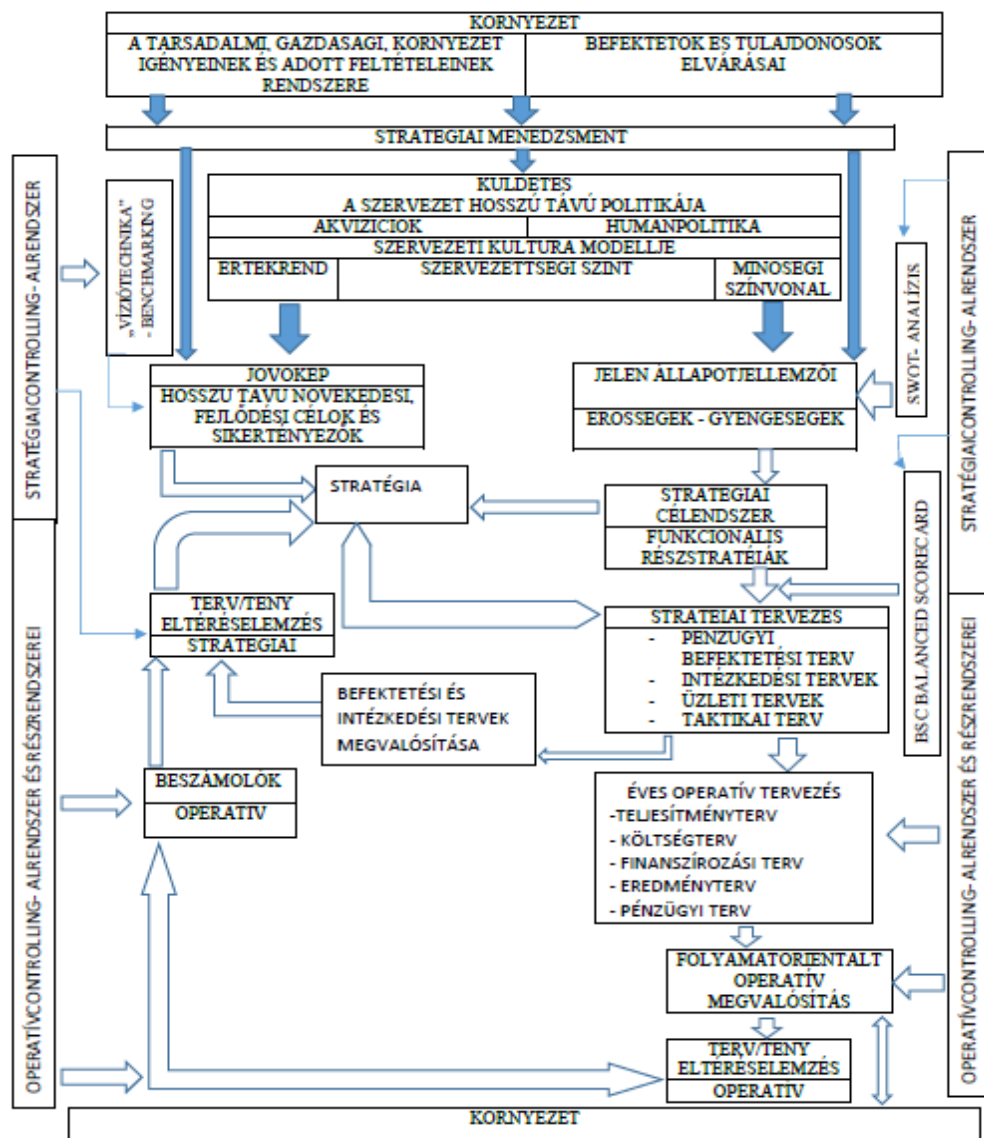 KORNYEZET
A TARSADALMI, GAZDASAGI, KORNYEZET
IGÉNYEINEK ÉS ADOTT FELTÉTELEINEK
RENDSZERE
BEFEKTETOK ES TULAJDONOSOK
ELVÁRÁSAI
STRATEGIAI MENEDZSMENT
STRATÉGIAICONTROLLING- ALRENDSZER
„VÍZIÓTECHNIKA”
- BENCHMARKING
KULDETES
A SZERVEZET HOSSZÚ TÁVÚ POLITIKÁJA
AKVIZICIOK
HUMANPOLITIKA
SZERVEZETI KULTURA MODELLJE
ERTEKREND
SZERVEZETTSEGI SZINT
MINOSEGI
SZÍNVONAL
SWOT- ANALÍZIS
STRATÉGIAICONTROLLING- ALRENDSZER
JOVOKEP
HOSSZU TAVU NOVEKEDESI,
FEJLŐDÉSI CÉLOK ÉS
SIKERTÉNYEZŐK
JELEN ÁLLAPOTJELLEMZŐI
EROSSEGEK - GYENGESEGEK
STRATÉGIA
STRATEGIAI
CÉLENDSZER
FUNKCIONALIS
RÉSZSTRATÉIÁK
BSC BALANCED SCORECARD
TERV/TENY
ELTÉRÉSELEMZÉS
STRATEGIAI
STRATEIAI TERVEZES
- PENZUGYI
BEFEKTETÉSI TERV
- INTÉZKEDÉSI TERVEK
- ÜZLETI TERVEK
- TAKTIKAI TERV
BEFEKTETÉSI ÉS
INTÉZKEDÉSI TERVEK
MEGVALÓSÍTÁSA
OPERATÍVCONTROLLING- ALRENDSZER ÉS RÉSZRENDSZEREI
BESZÁMOLÓK
OPERATIV
ÉVES OPERATÍV TERVEZÉS
-TELJESÍTMÉNYTERV
- KÖLTSÉGTERV
- FINANSZÍROZÁSI TERV
- EREDMÉNYTERV
- PÉNZÜGYI TERV
OPERATÍVCONTROLLING- ALRENDSZER ÉS RÉSZRENDSZEREI
FOLYAMATORIENTALT
OPERATÍV
MEGVALÓSÍTÁS
TERV/TENY
ELTÉRÉSELEMZÉS
OPERATÍV
KORNYEZET